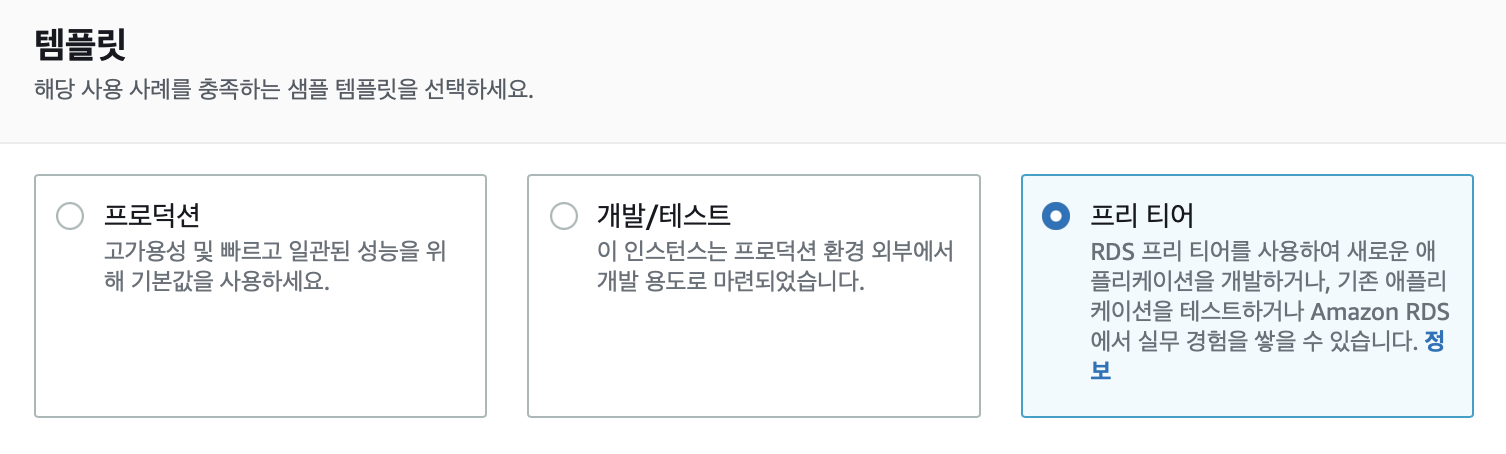 템플릿
해당 사용 사례를 충족하는 샘플 템플릿을 선택하세요.
프로덕션
고가용성 및 빠르고 일관된 성능을 위
해 기본값을 사용하세요.
개발/테스트
이 인스턴스는 프로덕션 환경 외부에서
개발 용도로 마련되었습니다.
프리 티어
RDS 프리 티어를 사용하여 새로운 애
플리케이션을 개발하거나, 기존 애플리
케이션을 테스트하거나 Amazon RDS
에서 실무 경험을 쌓을 수 있습니다. 정
보